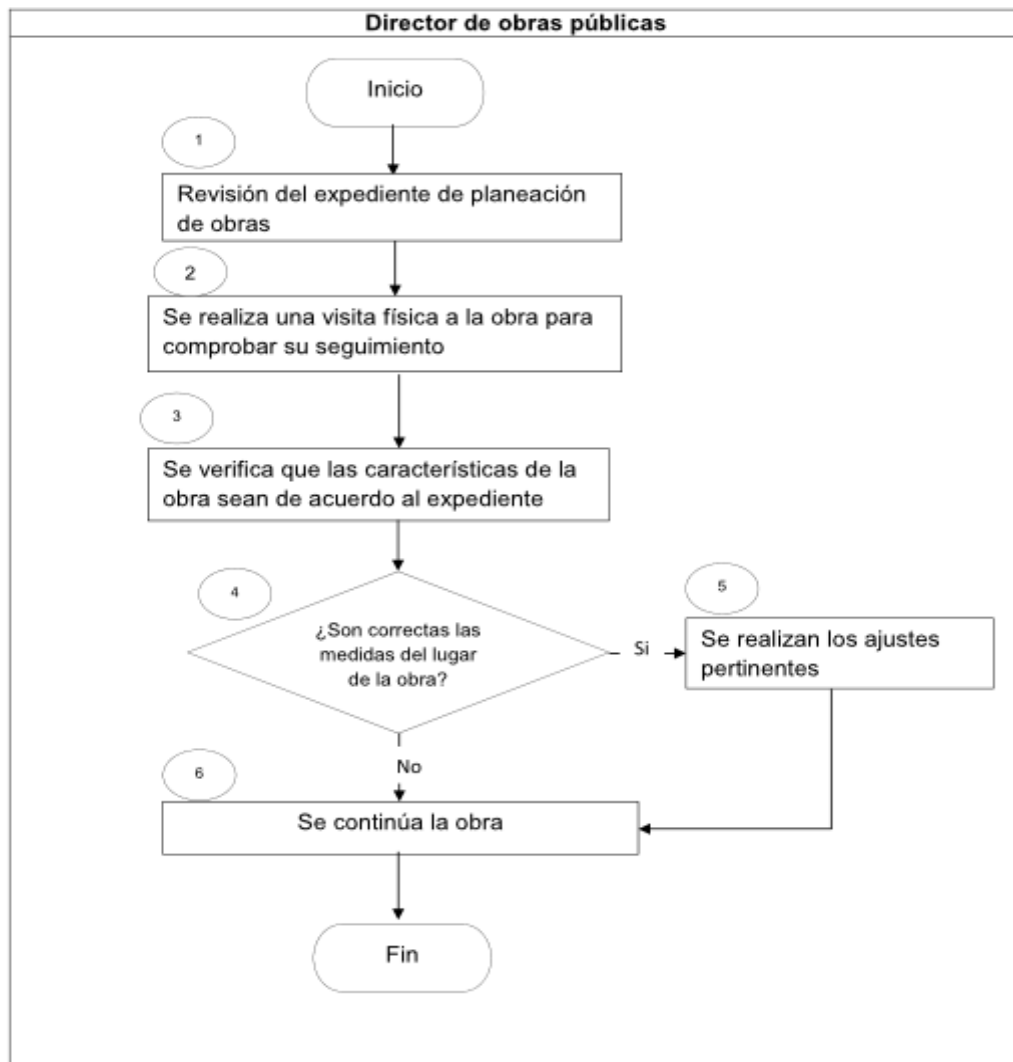 Director de obras públicas
Inicio
1
Revisión del expediente de planeación
de obras
2
Se realiza una visita física a la obra para
comprobar su seguimiento
3
Se verifica que las características de la
obra sean de acuerdo al expediente
4
¿Son correctas las
medidas del lugar
de la obra?
Si
5
Se realizan los ajustes
pertinentes
No
6
Se continúa la obra
Fin